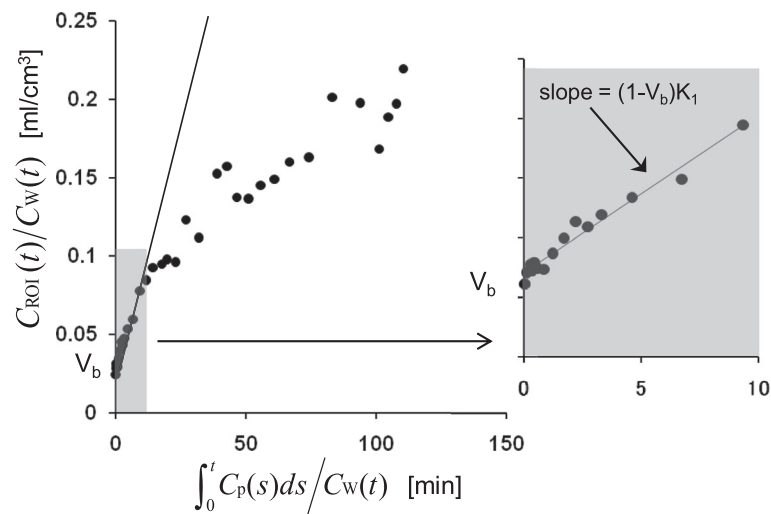 0.25
0.2
0.15
0.1
0.05
0
C_ROI(t)/C_W(t) [ml/cm³]
V_b
0 50 100 150
∫_0^t C_p(s)ds/C_W(t) [min]
slope = (1-V_b)K_1
V_b
0 5 10